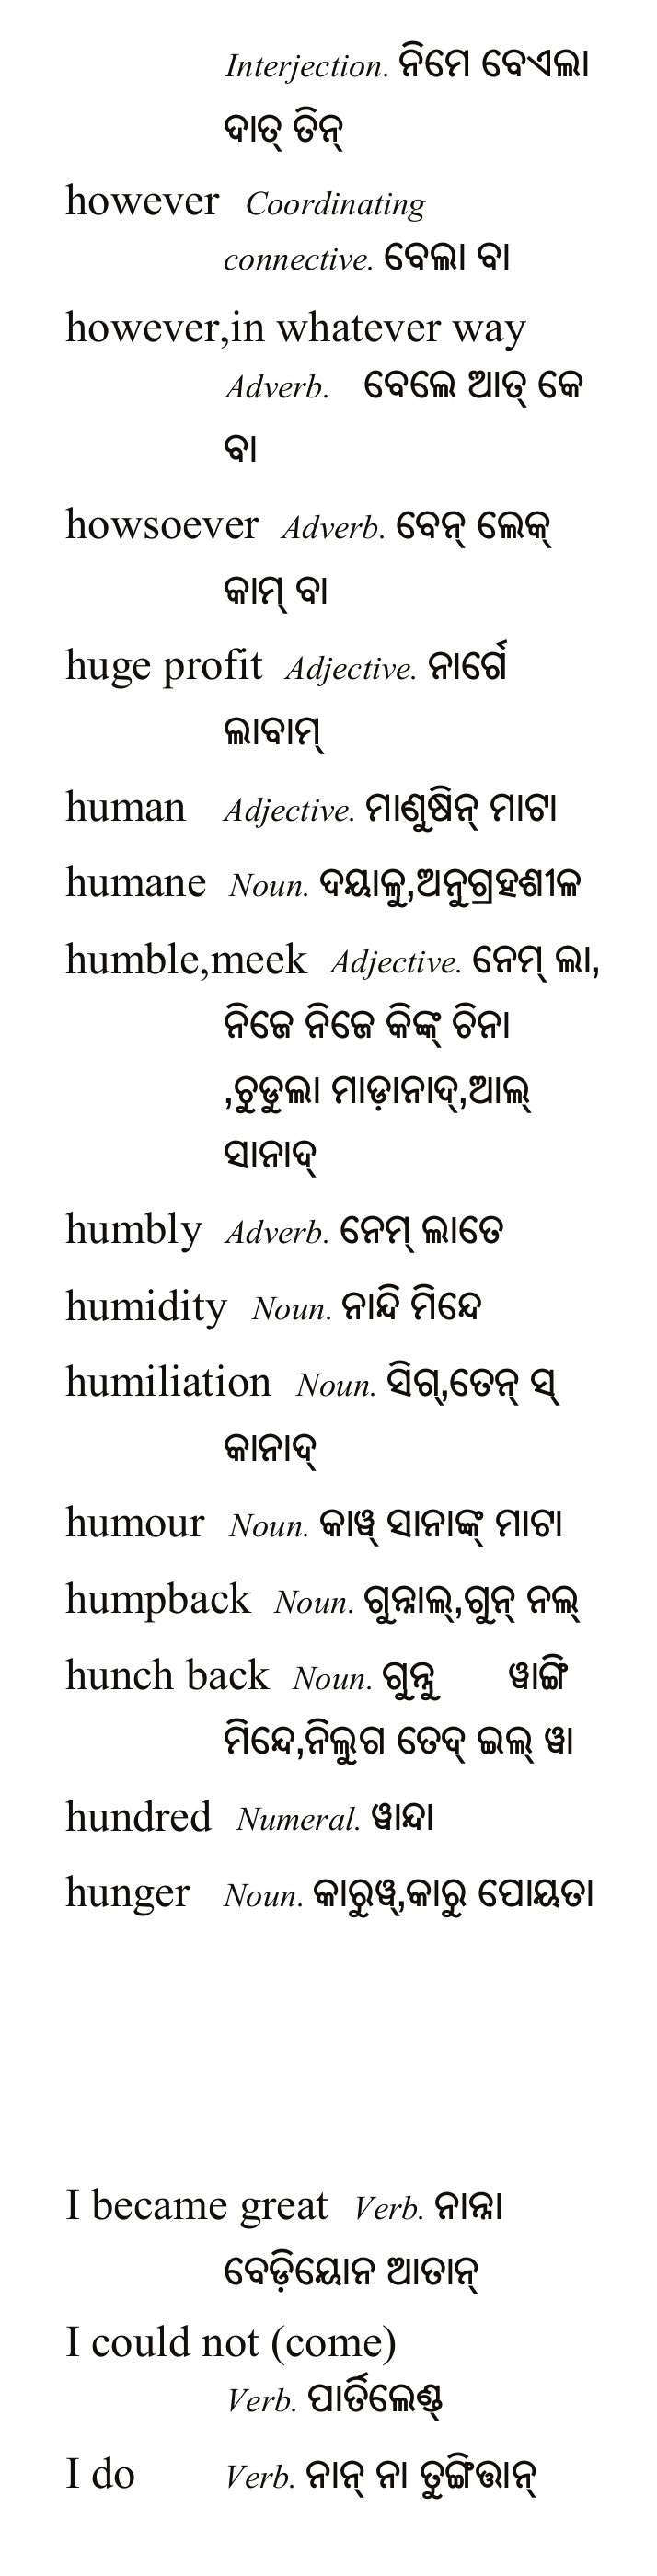 Interjection. ନିମେ ବେଏଲା
ଦାତ୍ ତିନ୍
however Coordinating
connective. ବେଲା ବା
however,in whatever way
Adverb. ବେଲେ ଆତ୍ କେ
ବା
howsoever Adverb. ବେନ୍ ଲେକ୍
କାମ୍ ବା
huge profit Adjective. ନାର୍ଗେ
ଲାବାମ୍
human Adjective. ମାଣୁଷିନ୍ ମାଟା
humane Noun. ଦୟାଳୁ,ଅନୁଗ୍ରହଶୀଳ
humble,meek Adjective. ନେମ୍ ଲା,
ନିଜେ ନିଜେ କିଙ୍କ୍ ଚିନା
,ଚୁଡୁଲା ମାଡ଼ାନାଦ୍,ଆଲ୍
ସାନାଦ୍
humbly Adverb. ନେମ୍ ଲାତେ
humidity Noun. ନାନ୍ଦି ମିନ୍ଦେ
humiliation Noun. ସିଗ୍,ତେନ୍ ସ୍
କାନାଦ୍
humour Noun. କାୱ୍ ସାନାଙ୍କ୍ ମାଟା
humpback Noun. ଗୁନ୍ନାଲ୍,ଗୁନ୍ ନଲ୍
hunch back Noun. ଗୁନ୍ନୁ ୱାଙ୍ଗି
ମିନ୍ଦେ,ନିଲୁଗ ତେଦ୍ ଇଲ୍ ୱା
hundred Numeral. ୱାନ୍ଦା
hunger Noun. କାରୁୱ୍,କାରୁ ପୋୟତା
I became great Verb. ନାନ୍ନା
ବେଡ଼ିୟୋନ ଆତାନ୍
I could not (come)
Verb. ପାର୍ତିଲେଣ୍ଡ୍
I do Verb. ନାନ୍ ନା ତୁଙ୍ଗିତ୍ତାନ୍